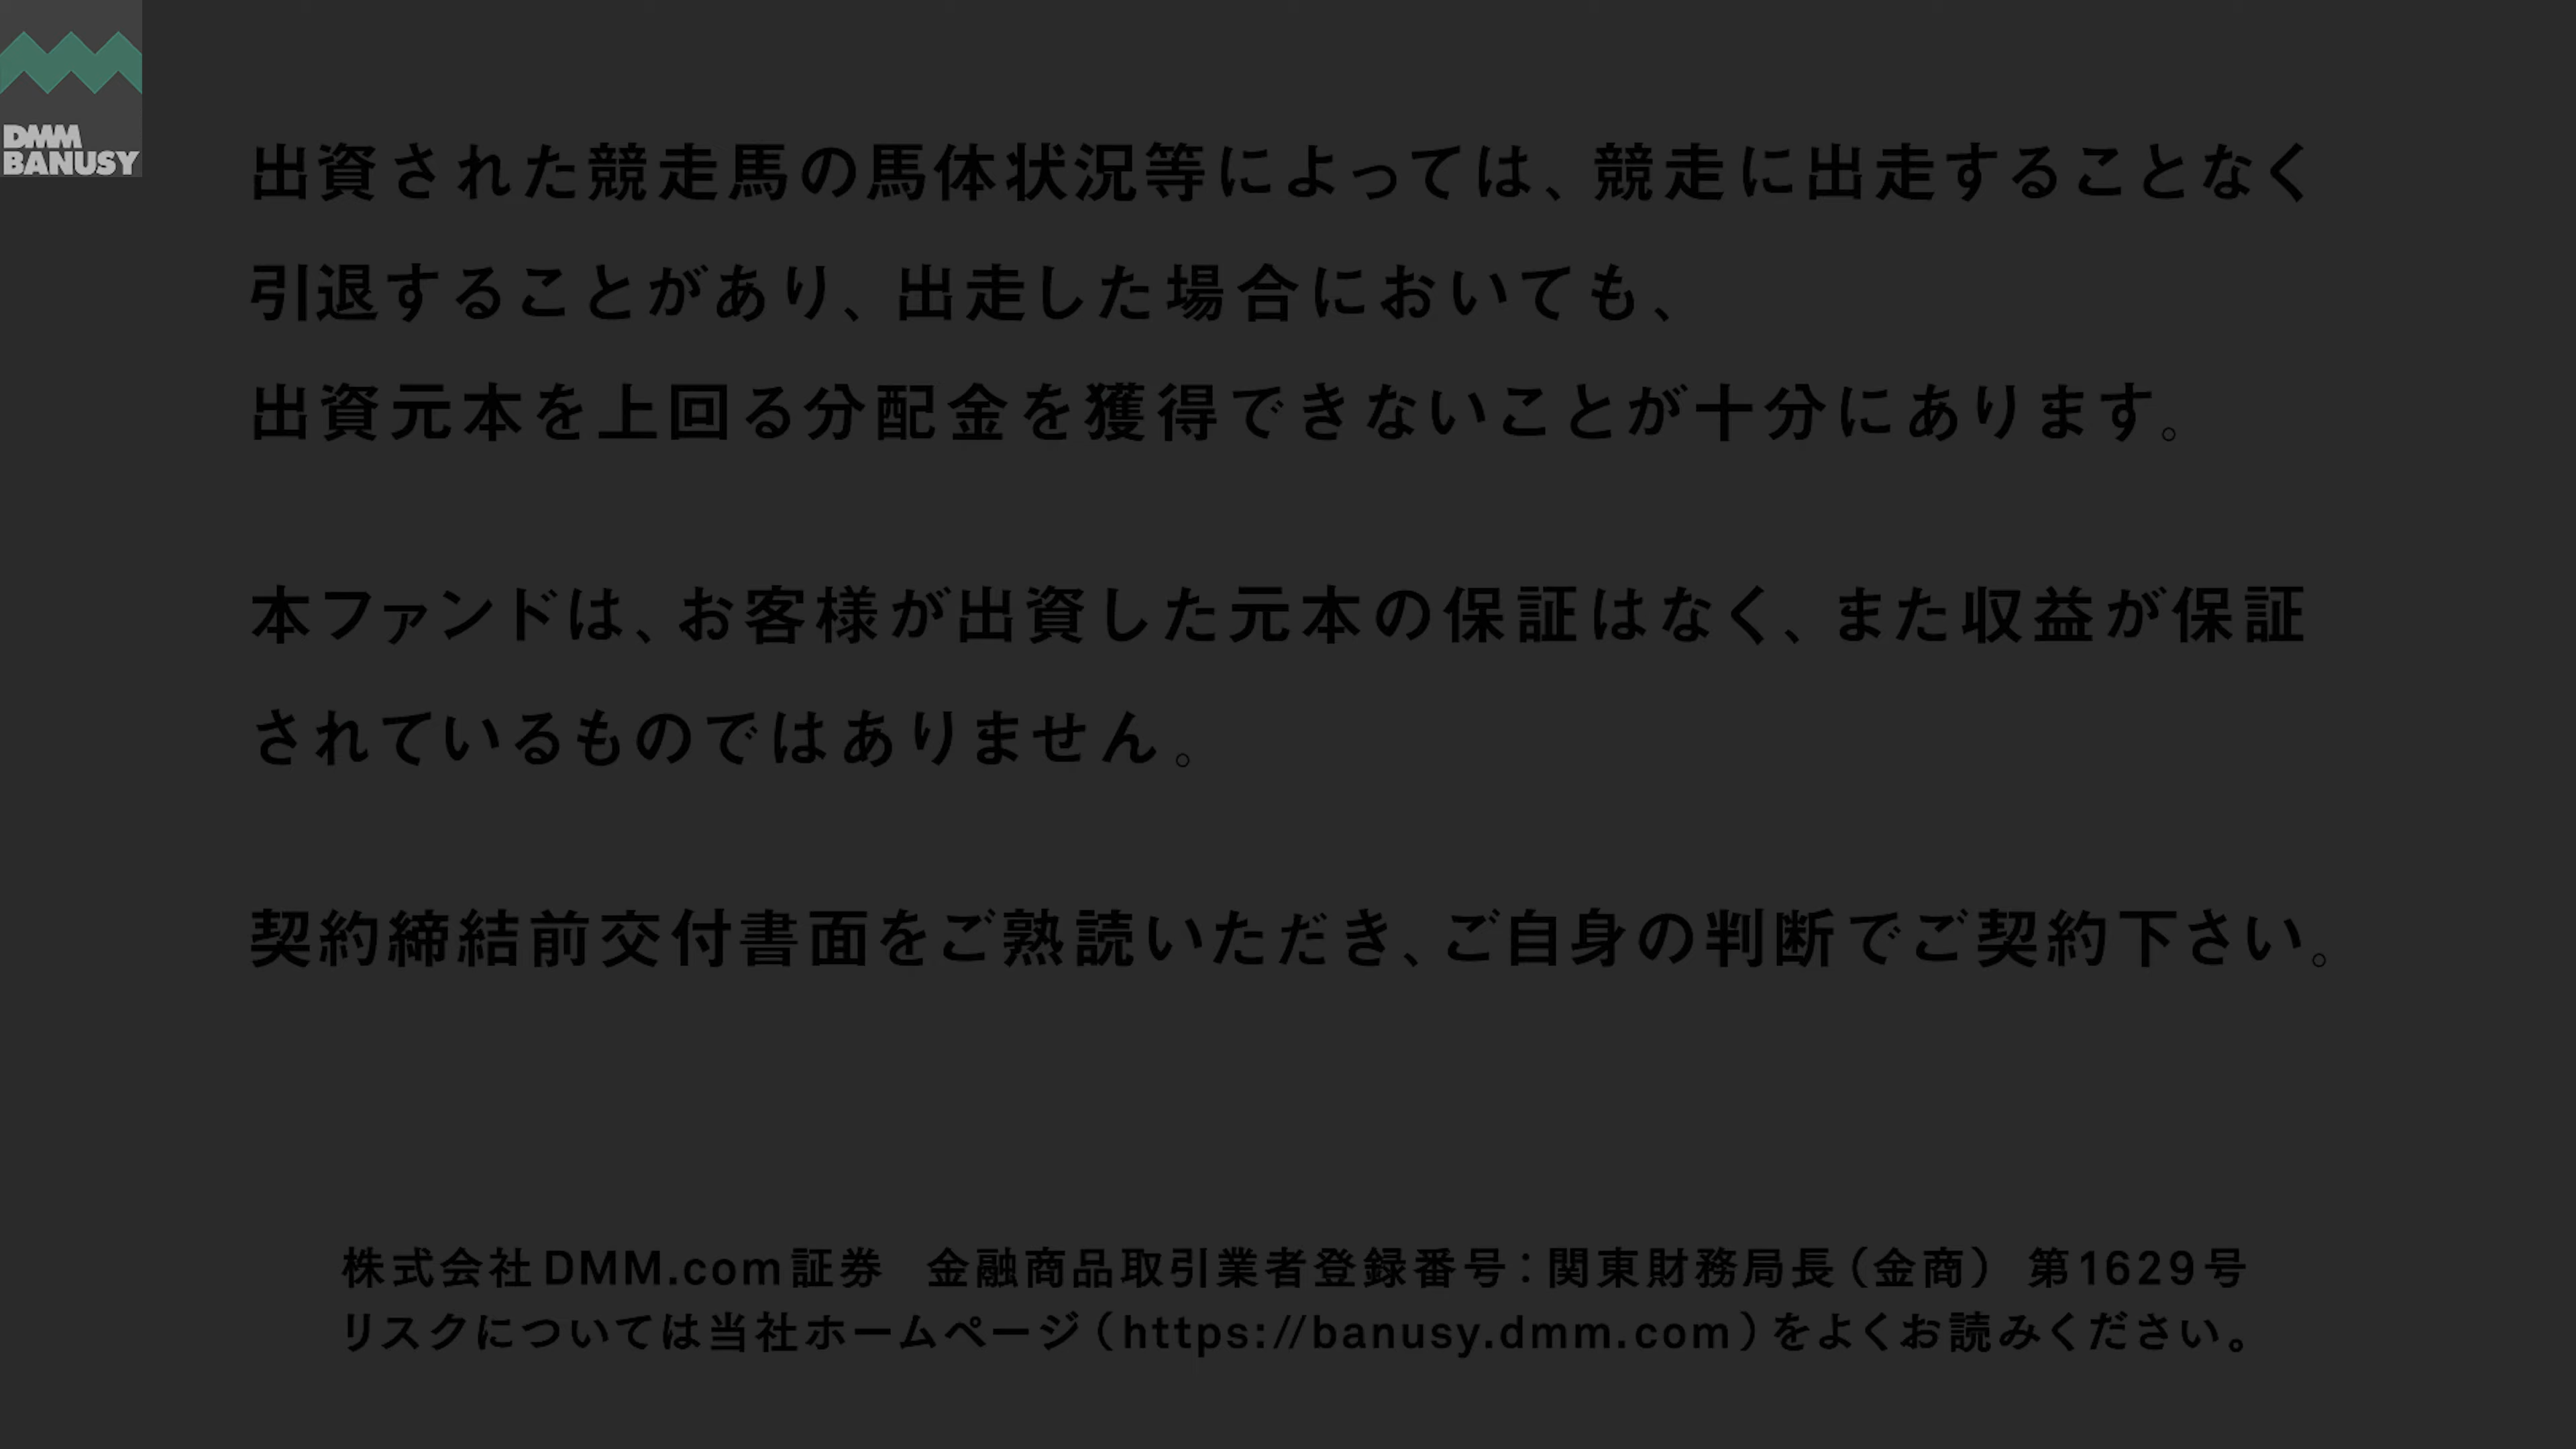 DMM
BANUSY
出資された競走馬の馬体状況等によっては、競走に出走することなく
引退することがあり、出走した場合においても、
出資元本を上回る分配金を獲得できないことが十分にあります。
本ファンドは、お客様が出資した元本の保証はなく、また収益が保証
されているものではありません。
契約締結前交付書面をご熟読いただき、ご自身の判断でご契約下さい。
株式会社DMM.com証券　金融商品取引業者登録番号：関東財務局長（金商） 第1629号
リスクについては当社ホームページ（https://banusy.dmm.com）をよくお読みください。